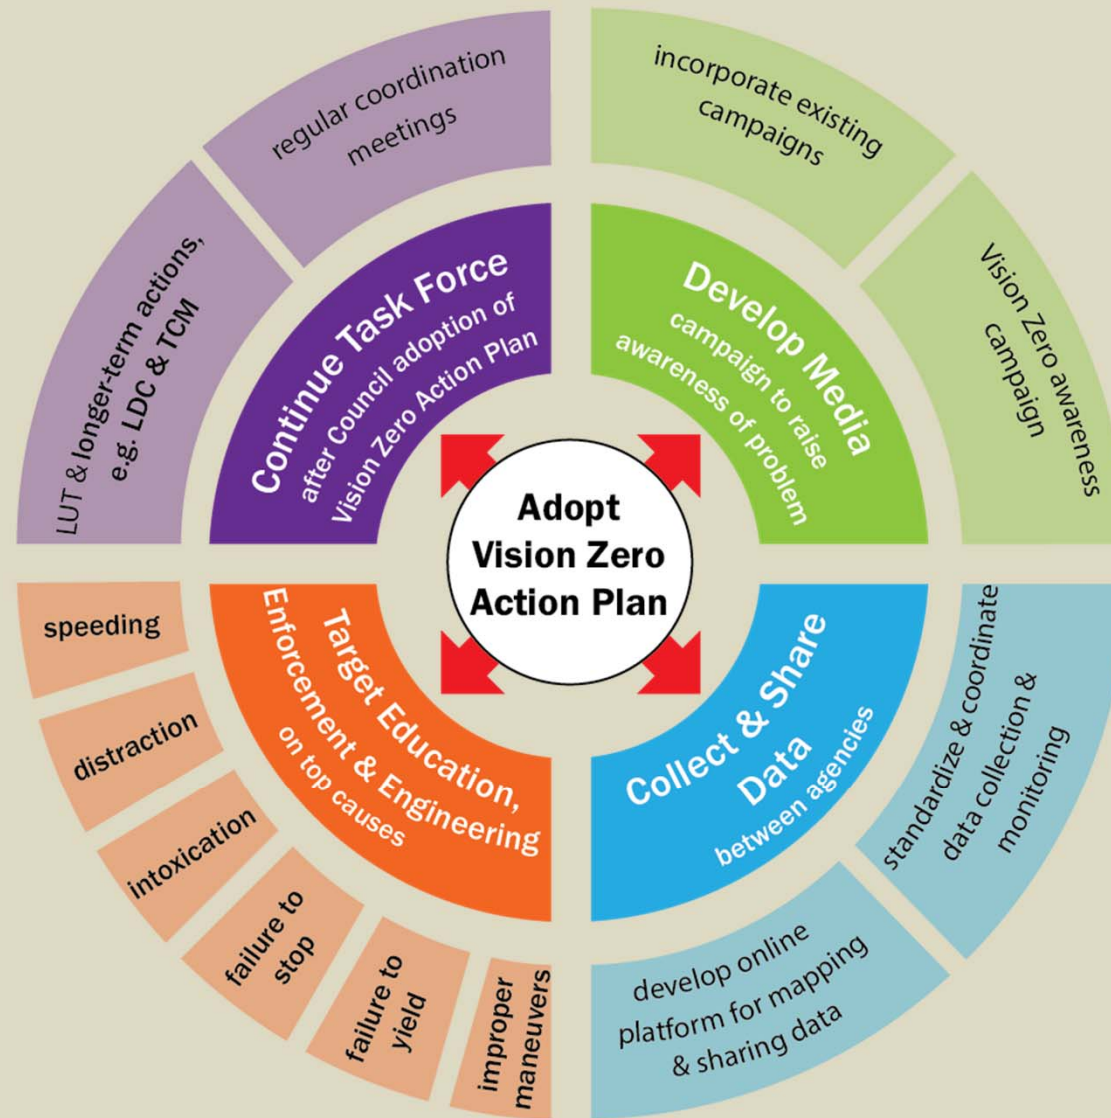 Adopt
Vision Zero
Action Plan
Continue Task Force
after Council adoption of
Vision Zero Action Plan
regular coordination
meetings
LUT & longer-term actions,
e.g. LDC & TCM
Develop Media
campaign to raise
awareness of problem
incorporate existing
campaigns
Vision Zero awareness
campaign
Collect & Share
Data
between agencies
standardize & coordinate
data collection &
monitoring
develop online
platform for mapping
& sharing data
Target Education,
Enforcement & Engineering
on top causes
speeding
distraction
intoxication
failure to
stop
failure to
yield
improper
maneuvers